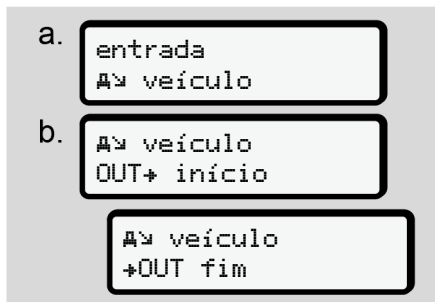 a.
entrada
veículo
b.
veículo
OUT→ início
veículo
→OUT fim